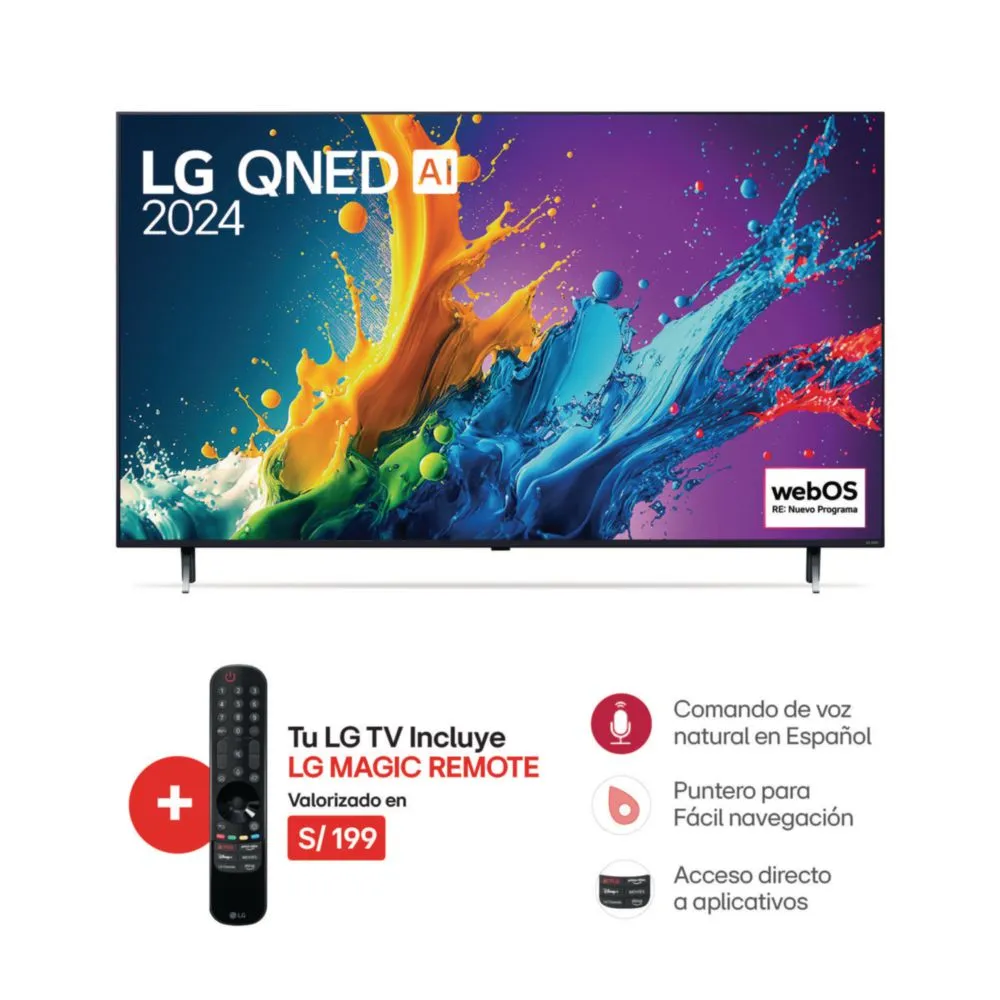 LG QNED AI
2024
webOS
RE: Nuevo Programa
Tu LG TV Incluye
LG MAGIC REMOTE
Valorizado en
S/ 199
Comando de voz
natural en Español
Puntero para
Fácil navegación
Acceso directo
a aplicativos
LG